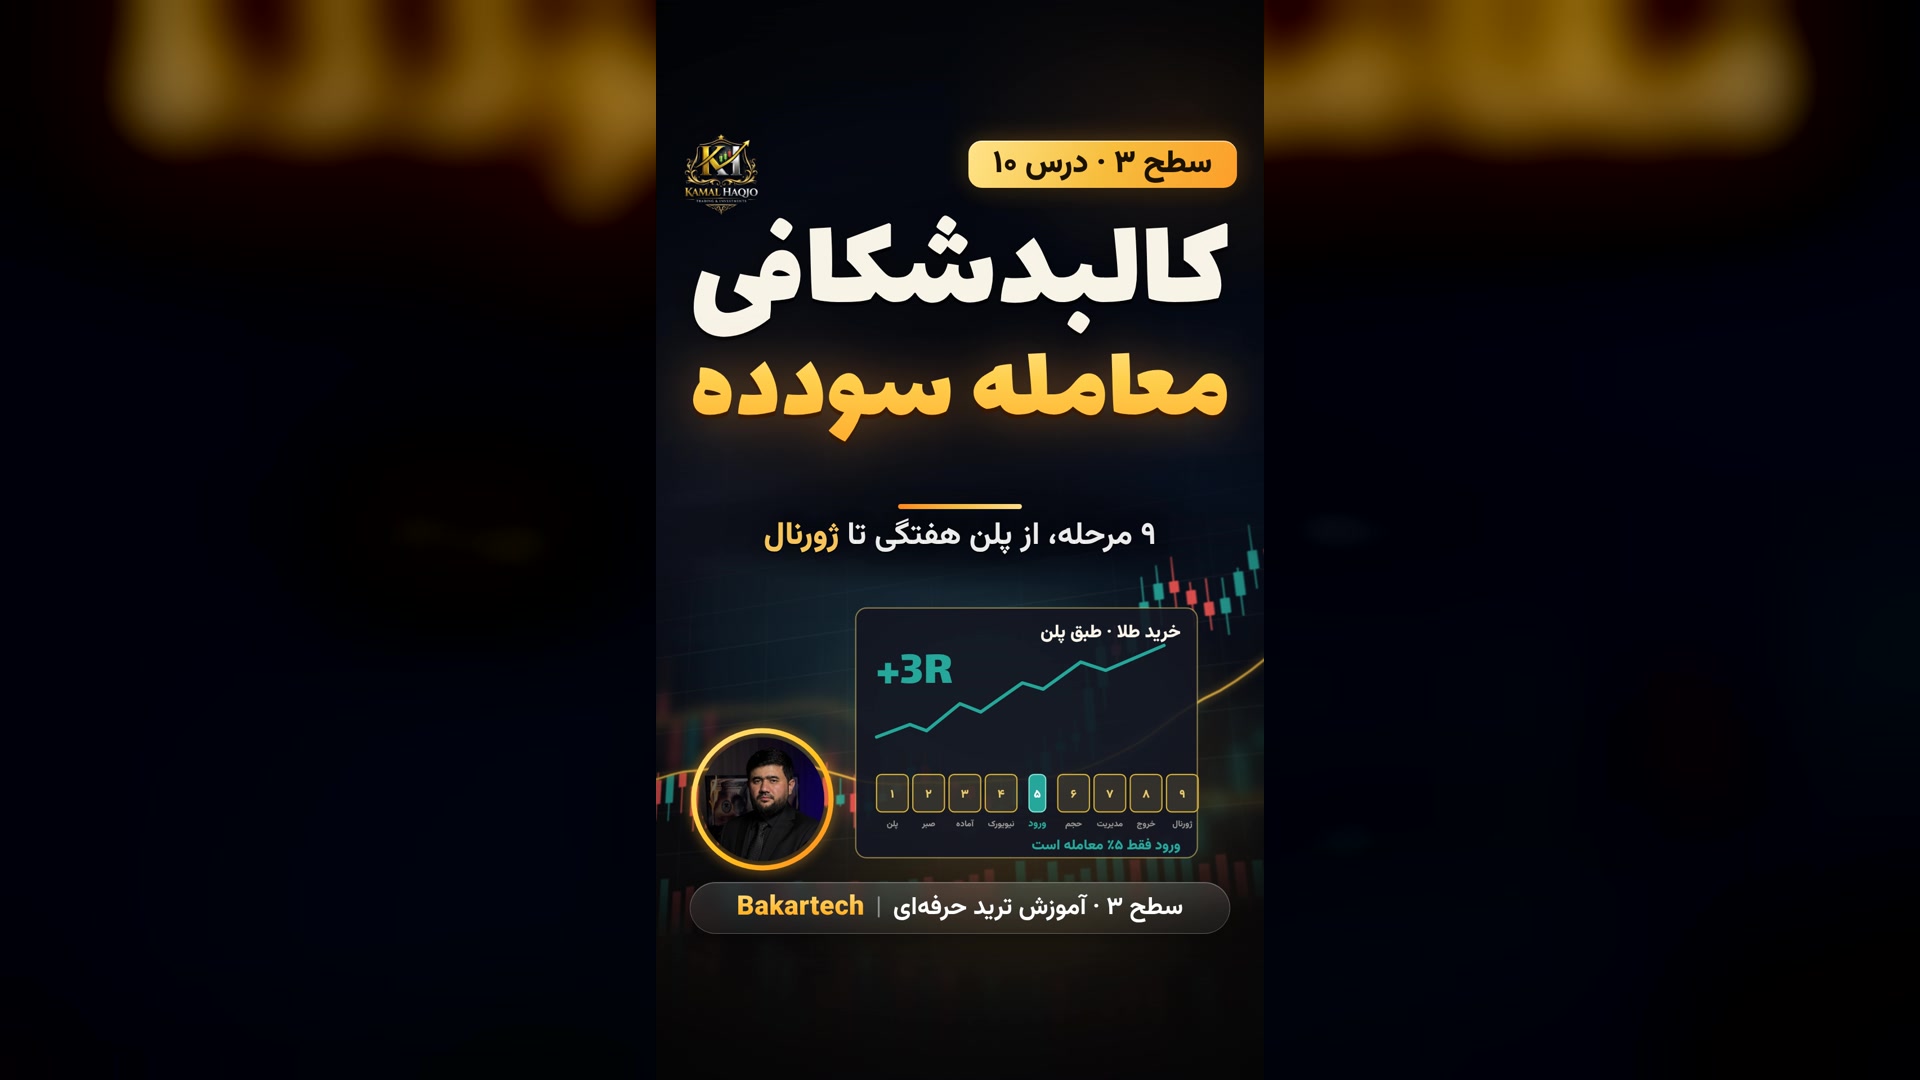 KAMAL HAQJO
TRADING & INVESTMENTS
سطح ۳ · درس ۱۰
کالبدشکافی
معامله سودده
۹ مرحله، از پلن هفتگی تا ژورنال
خرید طلا · طبق پلن
+3R
۱ ۲ ۳ ۴ ۵ ۶ ۷ ۸ ۹
پلن صبر آماده نیویورک ورود حجم مدیریت خروج ژورنال
ورود فقط ۵٪ معامله است
سطح ۳ · آموزش ترید حرفه‌ای | Bakartech